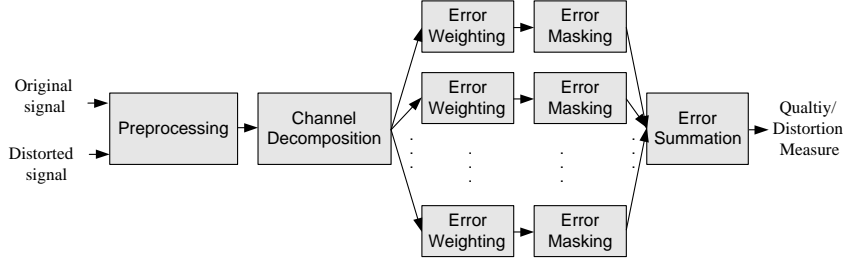 Original
signal
Distorted
signal
Preprocessing
Channel
Decomposition
Error
Weighting
Error
Masking
Error
Weighting
Error
Masking
Error
Weighting
Error
Masking
Error
Summation
Qualtiy/
Distortion
Measure